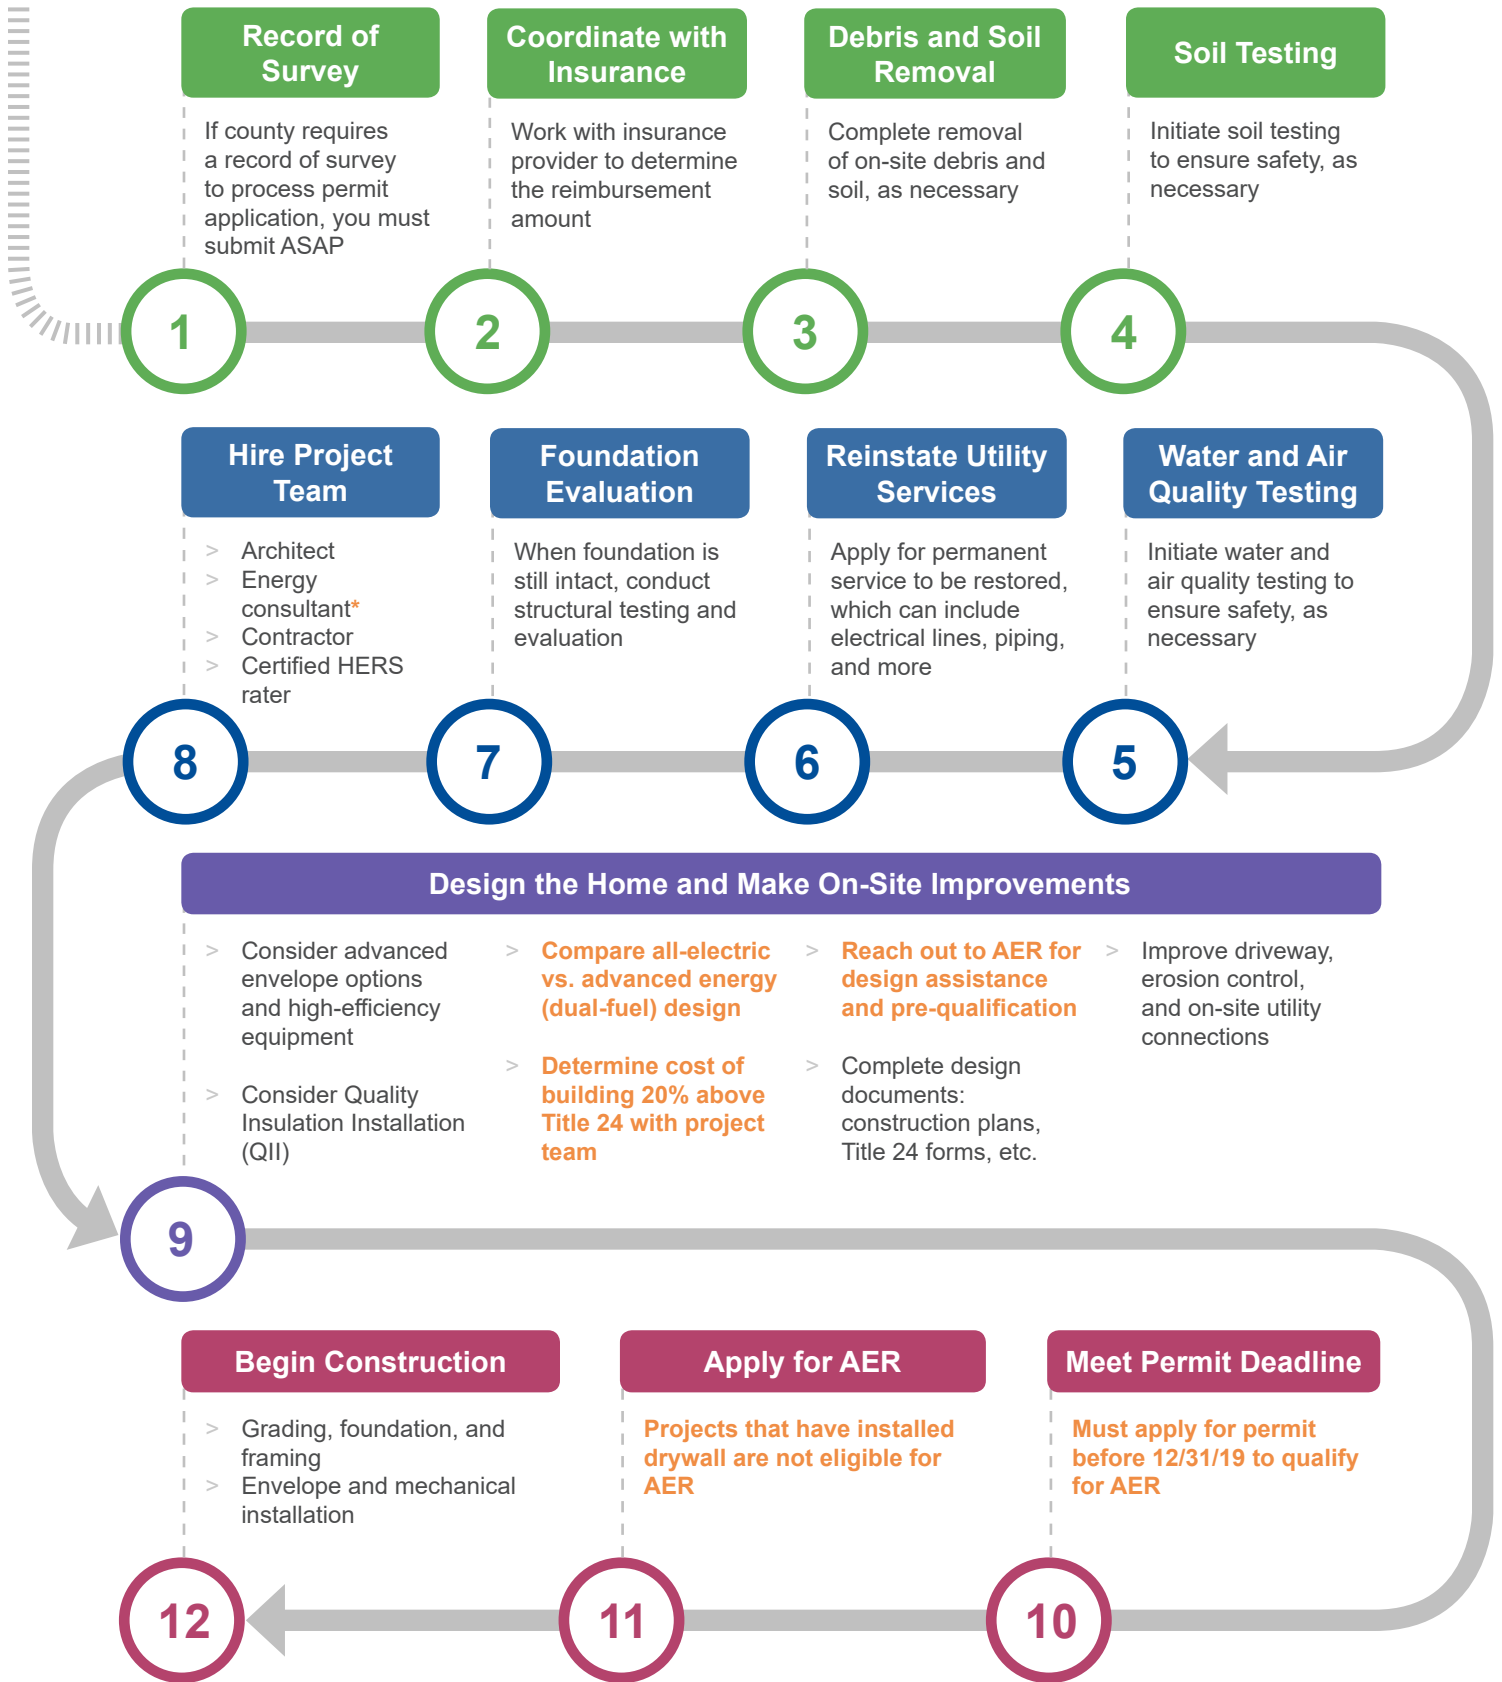 Record of
Survey
If county requires
a record of survey
to process permit
application, you must
submit ASAP
1
Coordinate with
Insurance
Work with insurance
provider to determine
the reimbursement
amount
2
Debris and Soil
Removal
Complete removal
of on-site debris and
soil, as necessary
3
Soil Testing
Initiate soil testing
to ensure safety, as
necessary
4
Water and Air
Quality Testing
Initiate water and
air quality testing to
ensure safety, as
necessary
5
Reinstate Utility
Services
Apply for permanent
service to be restored,
which can include
electrical lines, piping,
and more
6
Foundation
Evaluation
When foundation is
still intact, conduct
structural testing and
evaluation
7
Hire Project
Team
> Architect
> Energy
consultant*
> Contractor
> Certified HERS
rater
8
Design the Home and Make On-Site Improvements
> Consider advanced
envelope options
and high-efficiency
equipment
> Consider Quality
Insulation Installation
(QII)
> Compare all-electric
vs. advanced energy
(dual-fuel) design
> Determine cost of
building 20% above
Title 24 with project
team
> Reach out to AER for
design assistance
and pre-qualification
> Complete design
documents:
construction plans,
Title 24 forms, etc.
> Improve driveway,
erosion control,
and on-site utility
connections
9
Meet Permit Deadline
Must apply for permit
before 12/31/19 to qualify
for AER
10
Apply for AER
Projects that have installed
drywall are not eligible for
AER
11
Begin Construction
> Grading, foundation, and
framing
> Envelope and mechanical
installation
12